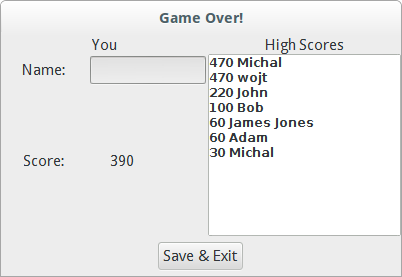 Game Over!
You
High Scores
Name:
470 Michal
470 wojt
220 John
100 Bob
60 James Jones
60 Adam
30 Michal
Score: 390
Save & Exit